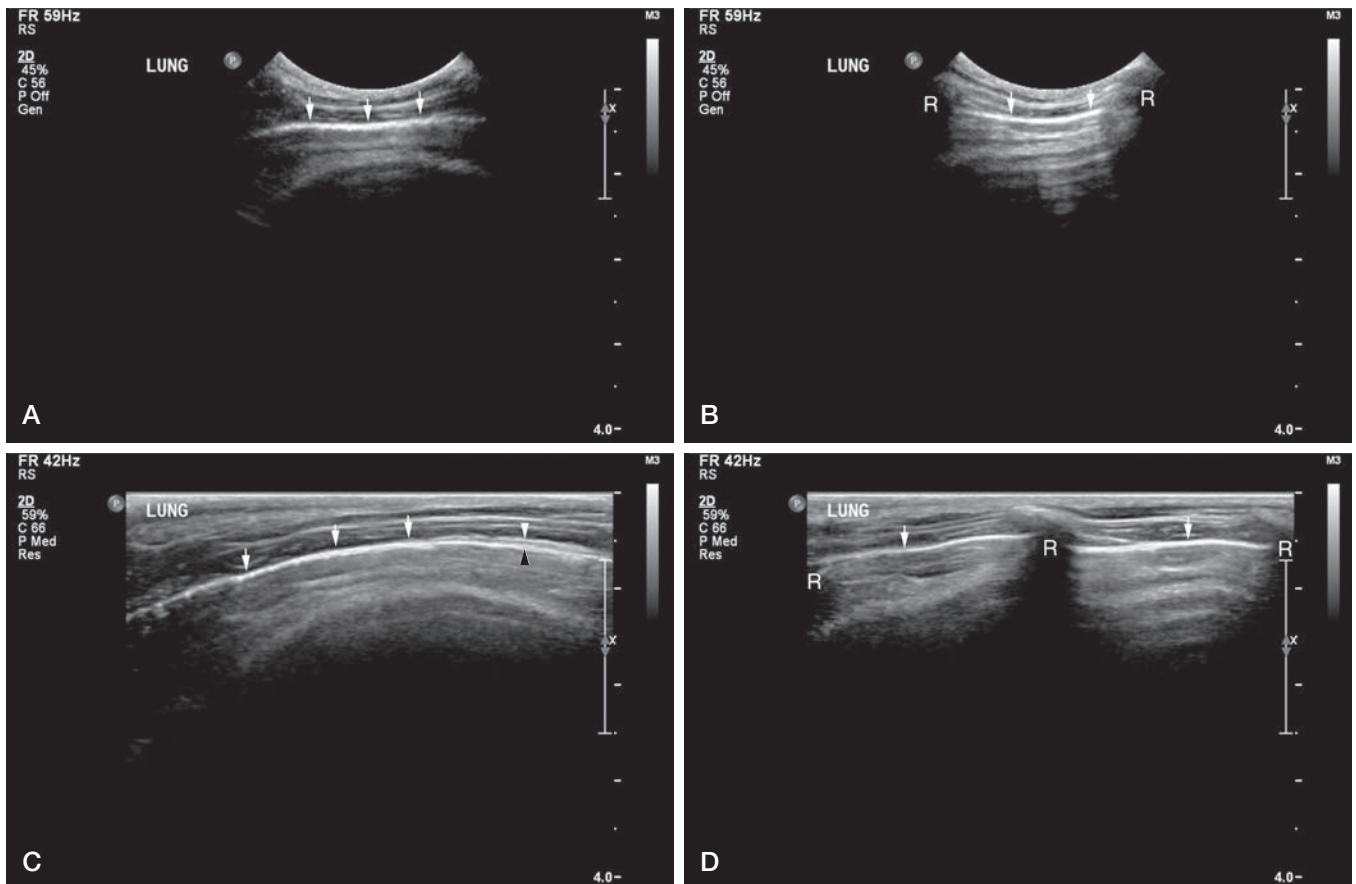 FR 59Hz
RS
2D
45%
C 56
P Off
Gen
LUNG
P
M3
X
4.0
A
FR 59Hz
RS
2D
45%
C 56
P Off
Gen
LUNG
P
R
R
M3
X
4.0
B
FR 42Hz
RS
2D
59%
C 66
P Med
Res
P
LUNG
M3
X
4.0
C
FR 42Hz
RS
2D
59%
C 66
P Med
Res
P
LUNG
R
R
R
M3
X
4.0
D